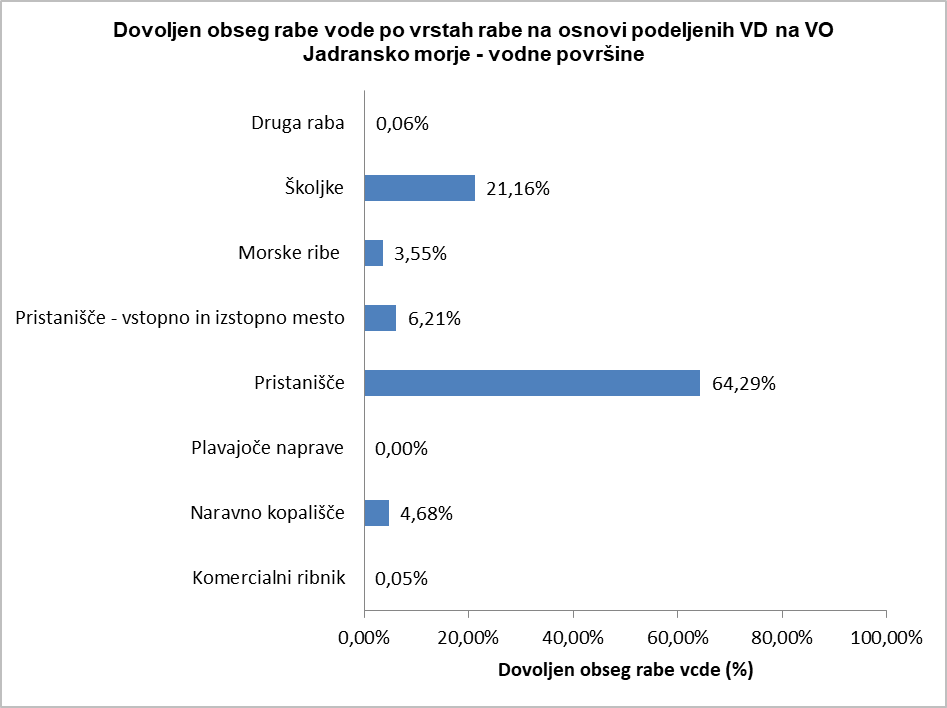 Dovoljen obseg rabe vode po vrstah rabe na osnovi podeljenih VD na VO
Jadransko morje - vodne površine
Druga raba 0,06%
Školjke 21,16%
Morske ribe 3,55%
Pristanišče - vstopno in izstopno mesto 6,21%
Pristanišče 64,29%
Plavajoče naprave 0,00%
Naravno kopališče 4,68%
Komercialni ribnik 0,05%
0,00% 20,00% 40,00% 60,00% 80,00% 100,00%
Dovoljen obseg rabe vcde (%)